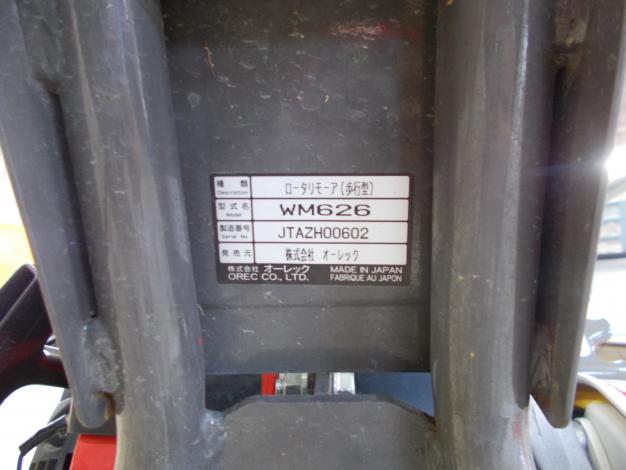 種類 ロータリモーア(歩行型)
Description
型式名 WM626
Model
製造番号 JTAZH00602
Serial No.
発売元 株式会社 オーレック
株式会社 オーレック MADE IN JAPAN
OREC CO., LTD. FABRIQUE AU JAPON